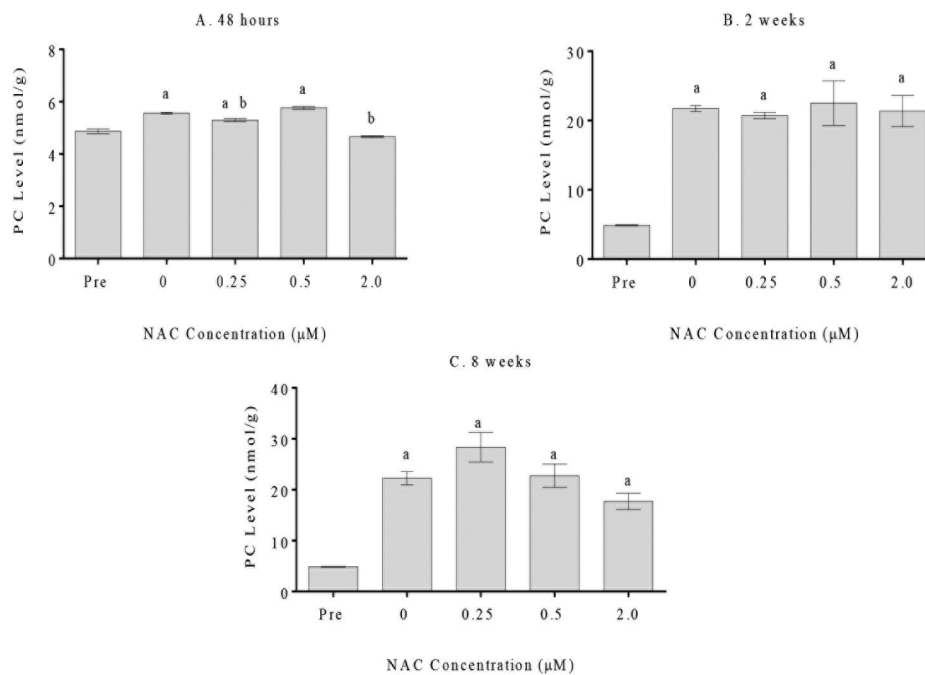 A. 48 hours
PC Level (nmol/g)
8
6
4
2
0
a
a b
a
b
Pre 0 0.25 0.5 2.0
NAC Concentration (μM)
B. 2 weeks
PC Level (nmol/g)
30
20
10
0
a
a
a
a
Pre 0 0.25 0.5 2.0
NAC Concentration (μM)
C. 8 weeks
PC Level (nmol/g)
40
30
20
10
0
a
a
a
a
Pre 0 0.25 0.5 2.0
NAC Concentration (μM)